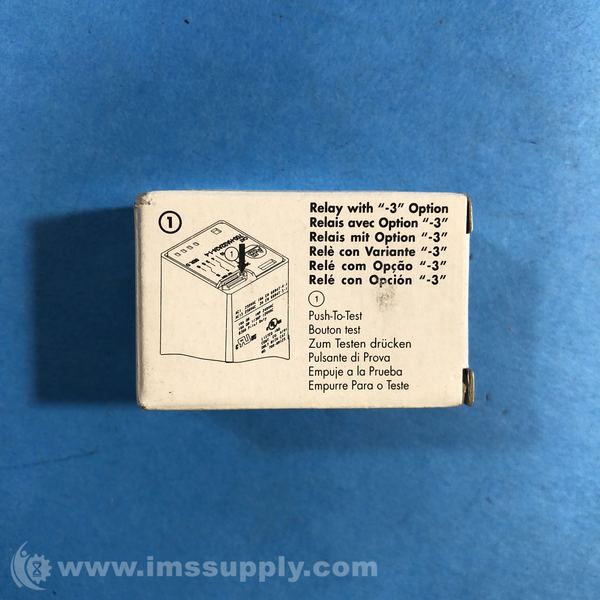 1
Relay with "-3" Option
Relais avec Option "-3"
Relais mit Option "-3"
Relè con Variante "-3"
Relé com Opção "-3"
Relé con Opción "-3"
1
1
Push-To-Test
Bouton test
Zum Testen drücken
Pulsante di Prova
Empuje a la Prueba
Empurre Para o Teste
www.imssupply.com